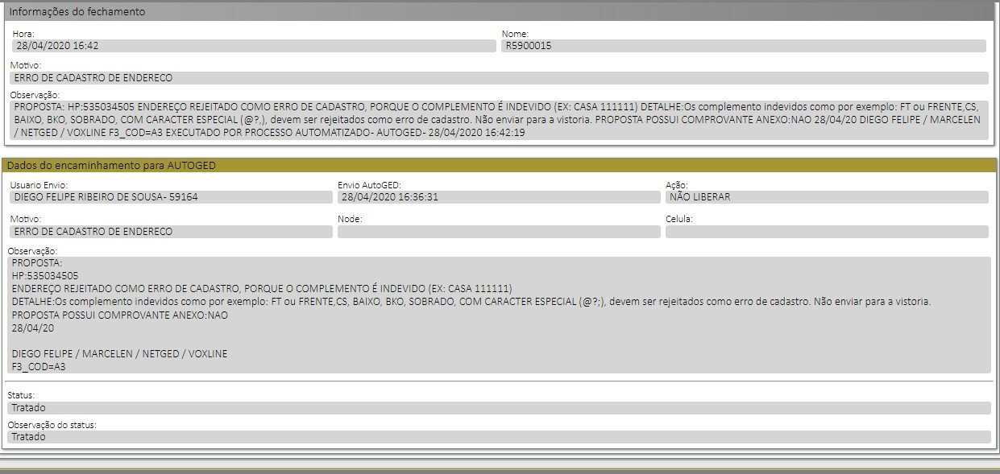 Informações do fechamento
Hora: Nome:
28/04/2020 16:42 R5900015
Motivo:
ERRO DE CADASTRO DE ENDERECO
Observação:
PROPOSTA: HP:535034505 ENDEREÇO REJEITADO COMO ERRO DE CADASTRO, PORQUE O COMPLEMENTO É INDEVIDO (EX: CASA 111111) DETALHE:Os complemento indevidos como por exemplo: FT ou FRENTE,CS,
BAIXO, BKO, SOBRADO, COM CARACTER ESPECIAL (@?,), devem ser rejeitados como erro de cadastro. Não enviar para a vistoria. PROPOSTA POSSUI COMPROVANTE ANEXO:NAO 28/04/20 DIEGO FELIPE / MARCELEN
/ NETGED / VOXLINE F3_COD=A3 EXECUTADO POR PROCESSO AUTOMATIZADO- AUTOGED- 28/04/2020 16:42:19
Dados do encaminhamento para AUTOGED
Usuario Envio: Envio AutoGED: Ação:
DIEGO FELIPE RIBEIRO DE SOUSA- 59164 28/04/2020 16:36:31 NÃO LIBERAR
Motivo: Node: Celula:
ERRO DE CADASTRO DE ENDERECO
Observação:
PROPOSTA:
HP:535034505
ENDEREÇO REJEITADO COMO ERRO DE CADASTRO, PORQUE O COMPLEMENTO É INDEVIDO (EX: CASA 111111)
DETALHE:Os complemento indevidos como por exemplo: FT ou FRENTE,CS, BAIXO, BKO, SOBRADO, COM CARACTER ESPECIAL (@?;), devem ser rejeitados como erro de cadastro. Não enviar para a vistoria.
PROPOSTA POSSUI COMPROVANTE ANEXO:NAO
28/04/20
DIEGO FELIPE / MARCELEN / NETGED / VOXLINE
F3_COD=A3
Status:
Tratado
Observação do status:
Tratado